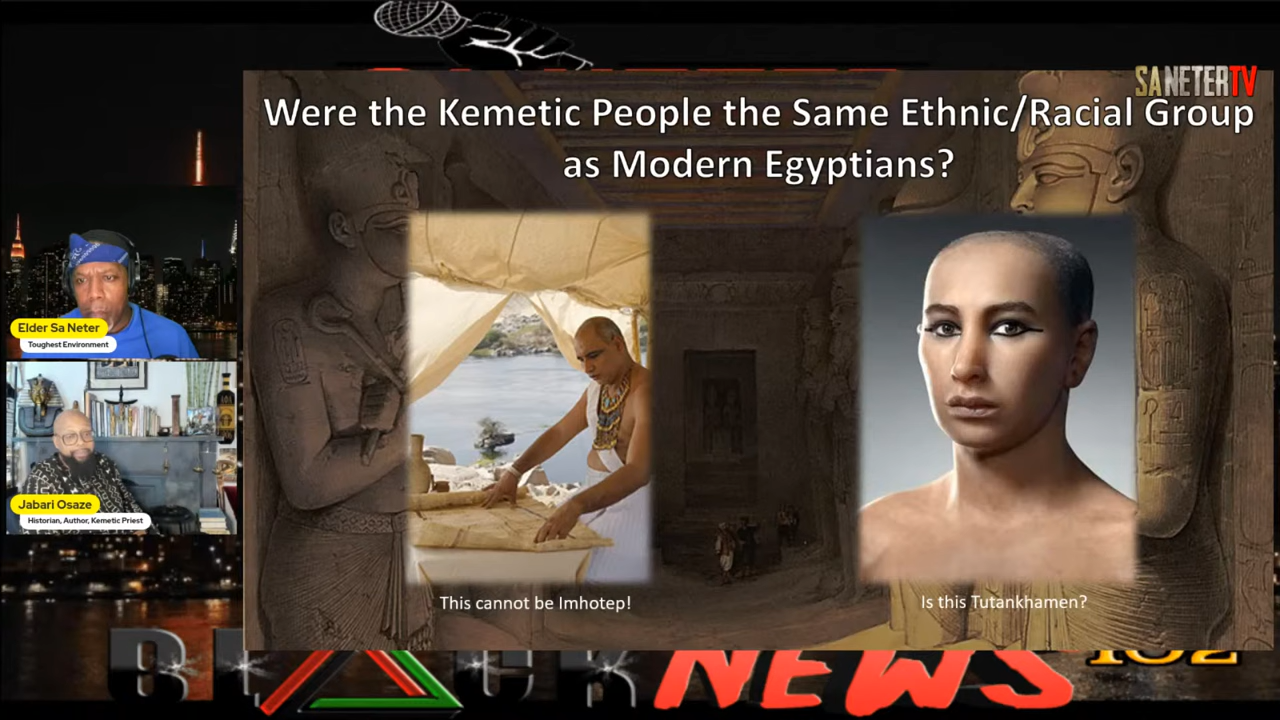 SANETERTV
Were the Kemetic People the Same Ethnic/Racial Group
as Modern Egyptians?
Elder Sa Neter
Toughest Environment
Jabari Osaze
Historian, Author, Kemetic Priest
This cannot be Imhotep!
Is this Tutankhamen?
NEWS